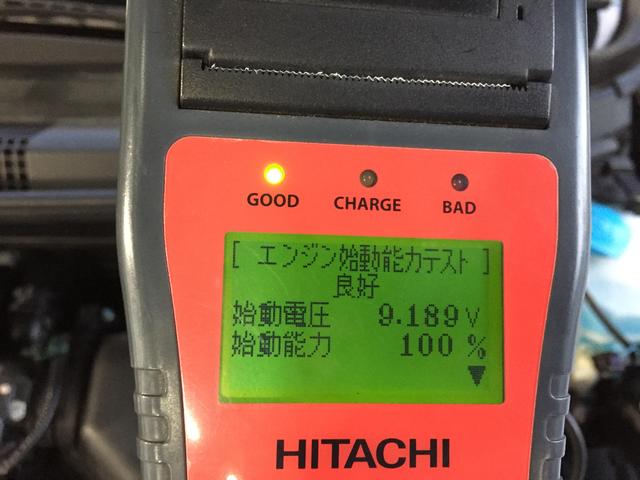 GOOD CHARGE BAD
[ エンジン始動能力テスト ]
良好
始動電圧 9.189 V
始動能力 100 %
▼
HITACHI